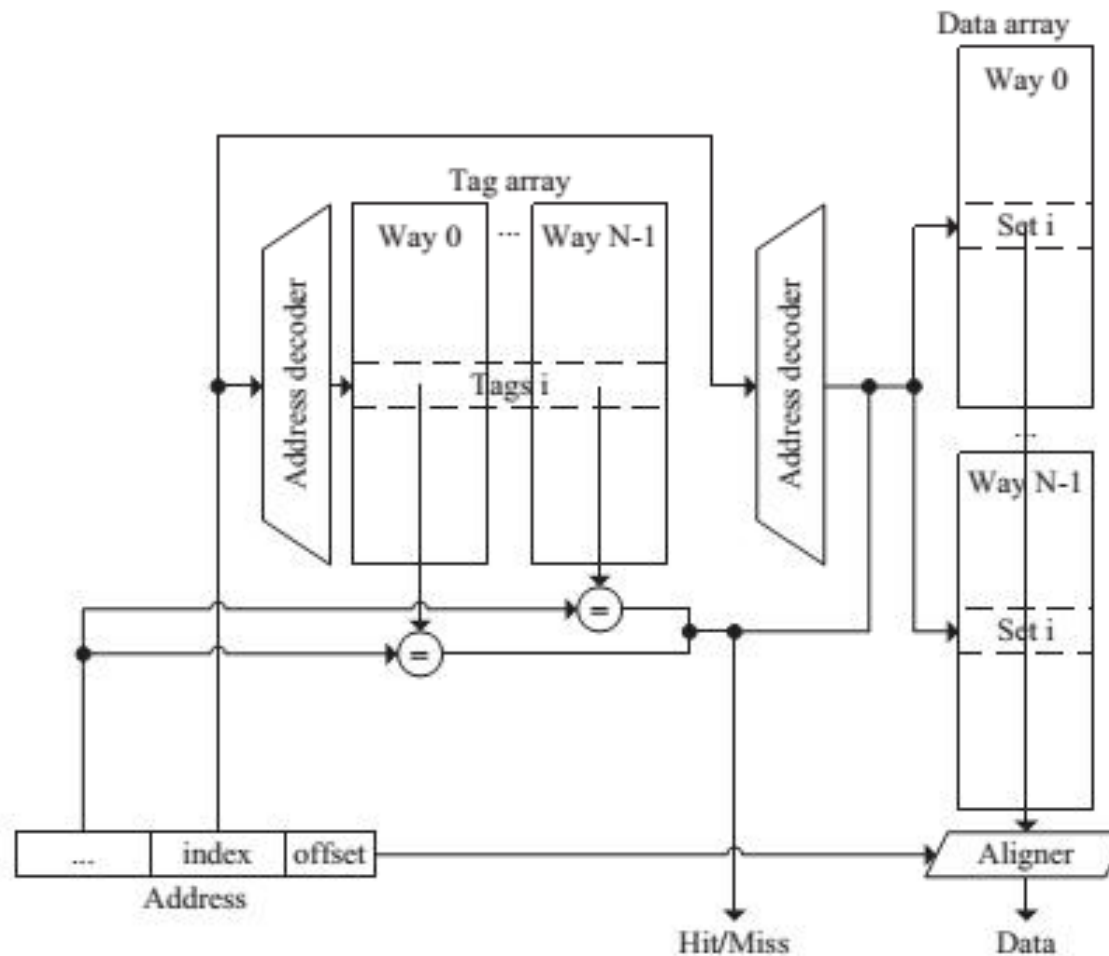 Data array
Way 0
Tag array
Way 0 ... Way N-1
Set i
Address decoder
Address decoder
Tags i
...
Way N-1
=
Set i
=
... index offset
Aligner
Address
Hit/Miss
Data